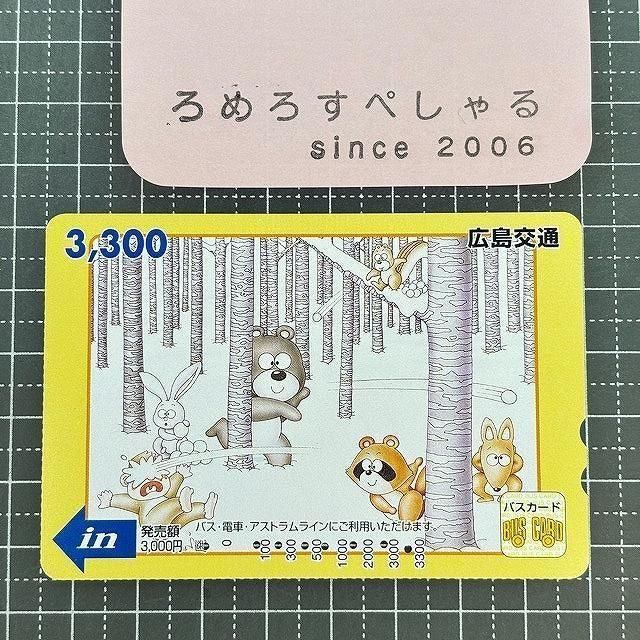 ろめろすぺしゃる
since 2006
3,300
広島交通
バスカード
BUS CARD
バス・電車・アストラムラインにご利用いただけます。
in
発売額
3,000円
0 100 300 500 1000 2000 3000 3300